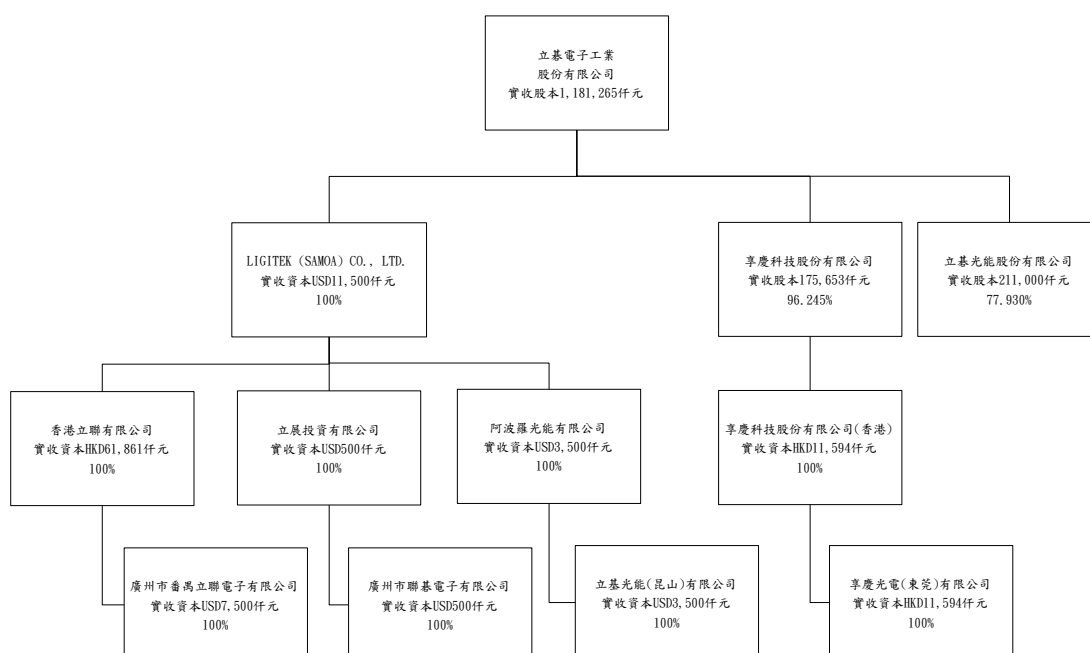 立碁電子工業
股份有限公司
實收股本1,181,265仟元
LIGITEK (SAMOA) CO., LTD.
實收資本USD11,500仟元
100%
享慶科技股份有限公司
實收股本175,653仟元
96.245%
立碁光能股份有限公司
實收股本211,000仟元
77.930%
香港立聯有限公司
實收資本HKD61,861仟元
100%
立展投資有限公司
實收資本USD500仟元
100%
阿波羅光能有限公司
實收資本USD3,500仟元
100%
享慶科技股份有限公司(香港)
實收資本HKD11,594仟元
100%
廣州市番禺立聯電子有限公司
實收資本USD7,500仟元
100%
廣州市聯碁電子有限公司
實收資本USD500仟元
100%
立基光能(昆山)有限公司
實收資本USD3,500仟元
100%
享慶光電(東莞)有限公司
實收資本HKD11,594仟元
100%